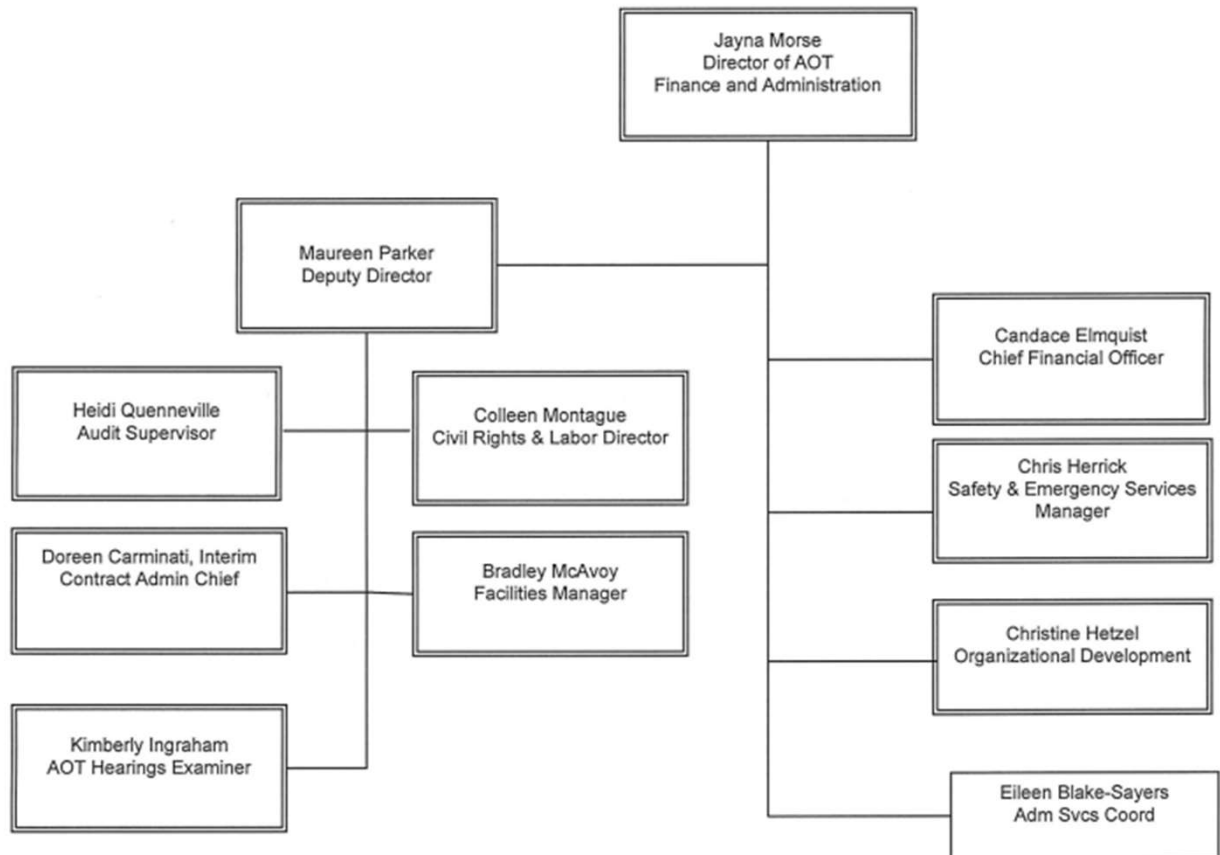 Jayna Morse
Director of AOT
Finance and Administration
Maureen Parker
Deputy Director
Candace Elmquist
Chief Financial Officer
Heidi Quenneville
Audit Supervisor
Colleen Montague
Civil Rights & Labor Director
Chris Herrick
Safety & Emergency Services
Manager
Doreen Carminati, Interim
Contract Admin Chief
Bradley McAvoy
Facilities Manager
Christine Hetzel
Organizational Development
Kimberly Ingraham
AOT Hearings Examiner
Eileen Blake-Sayers
Adm Svcs Coord